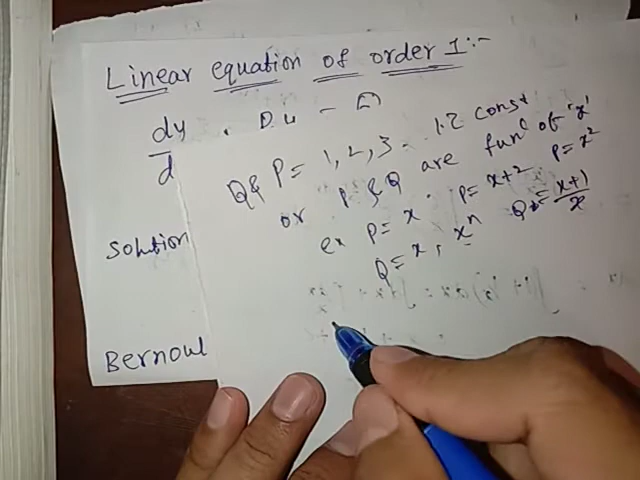 Linear equation of order 1:-
dy
d
Q & P = 1, 2, 3 - 1.2 const
or P & Q are funⁿ of 'x'
ex P = x . P = x+2 P = x²
Q = x, xⁿ Q = (x+1)/x
Solution
Bernoul